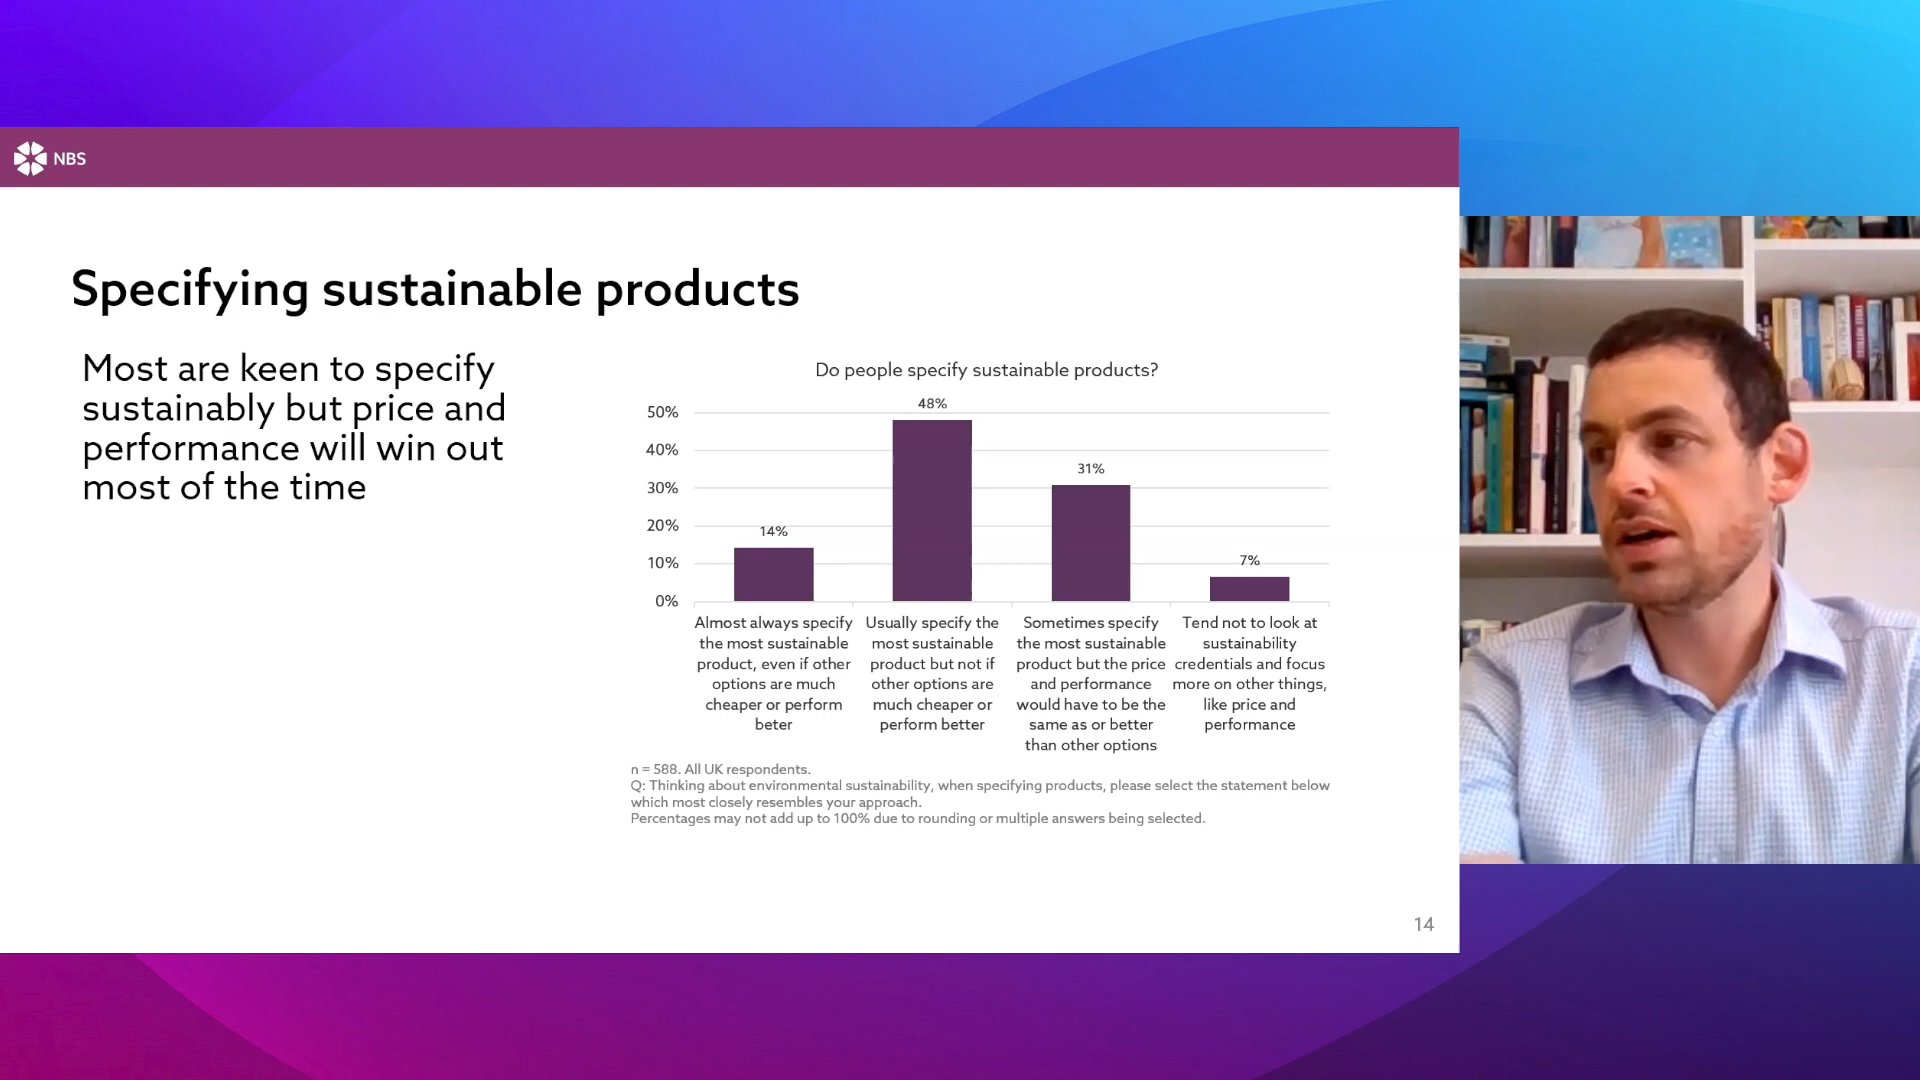 NBS
Specifying sustainable products
Most are keen to specify
sustainably but price and
performance will win out
most of the time
Do people specify sustainable products?
50%
40%
30%
20%
10%
0%
14%
48%
31%
7%
Almost always specify
the most sustainable
product, even if other
options are much
cheaper or perform
beter
Usually specify the
most sustainable
product but not if
other options are
much cheaper or
perform better
Sometimes specify
the most sustainable
product but the price
and performance
would have to be the
same as or better
than other options
Tend not to look at
sustainability
credentials and focus
more on other things,
like price and
performance
n = 588. All UK respondents.
Q: Thinking about environmental sustainability, when specifying products, please select the statement below
which most closely resembles your approach.
Percentages may not add up to 100% due to rounding or multiple answers being selected.
14